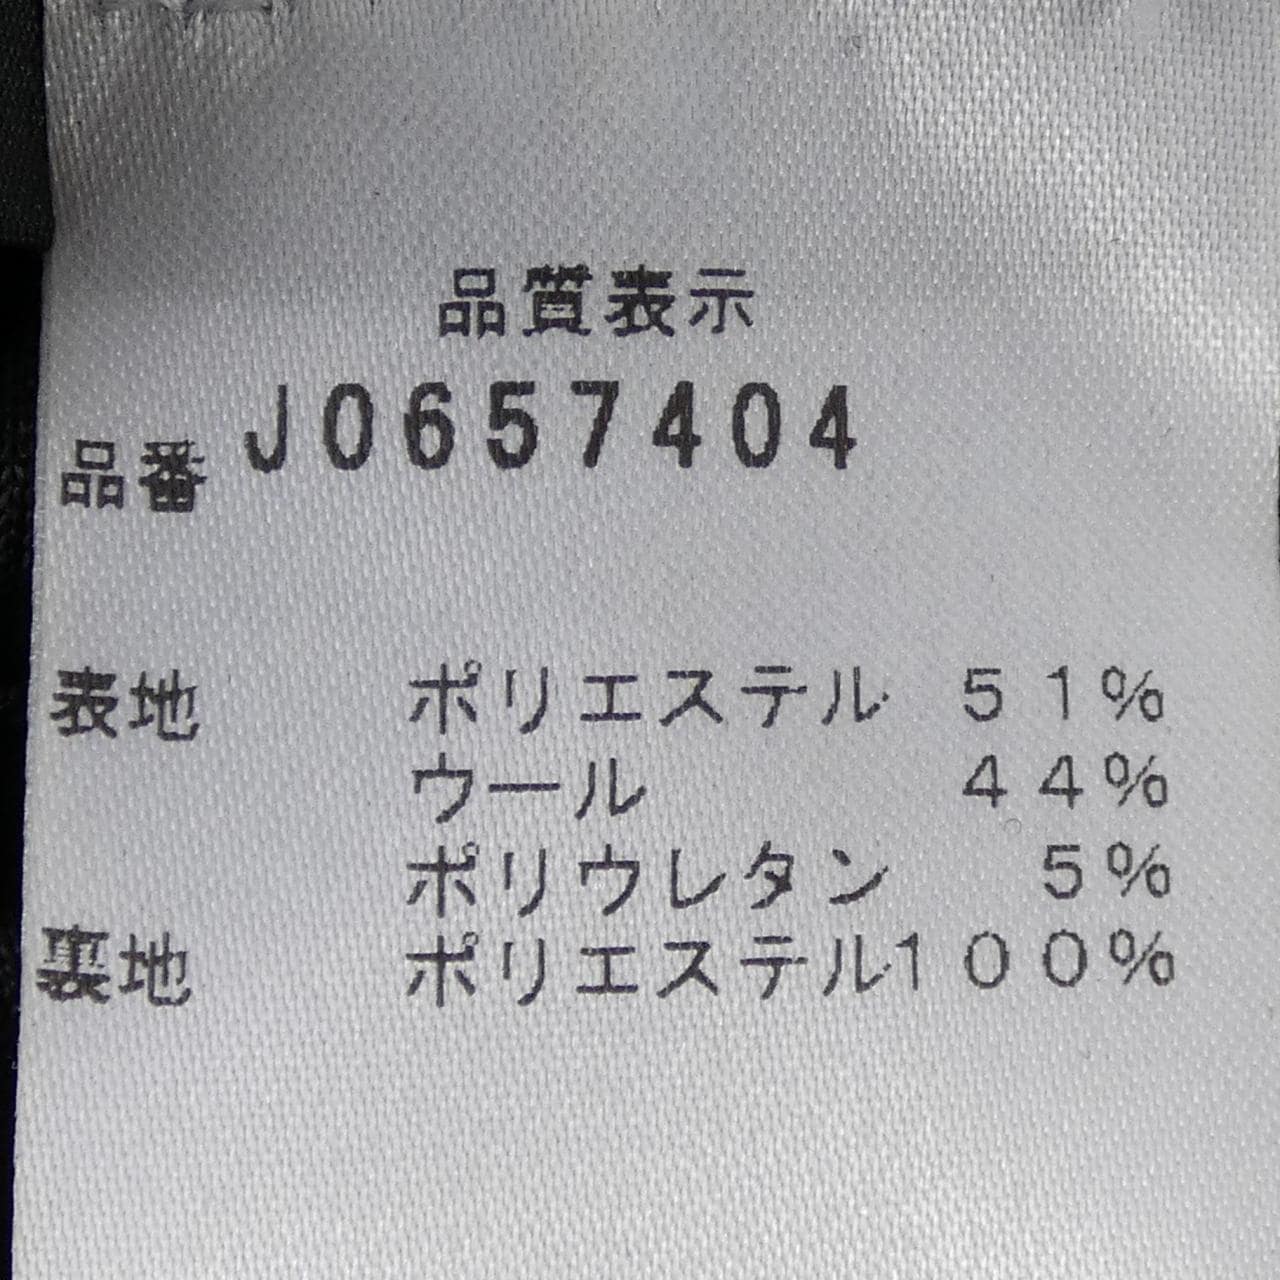 品質表示
品番 J0657404
表地 ポリエステル 51%
ウール 44%
ポリウレタン 5%
裏地 ポリエステル100%